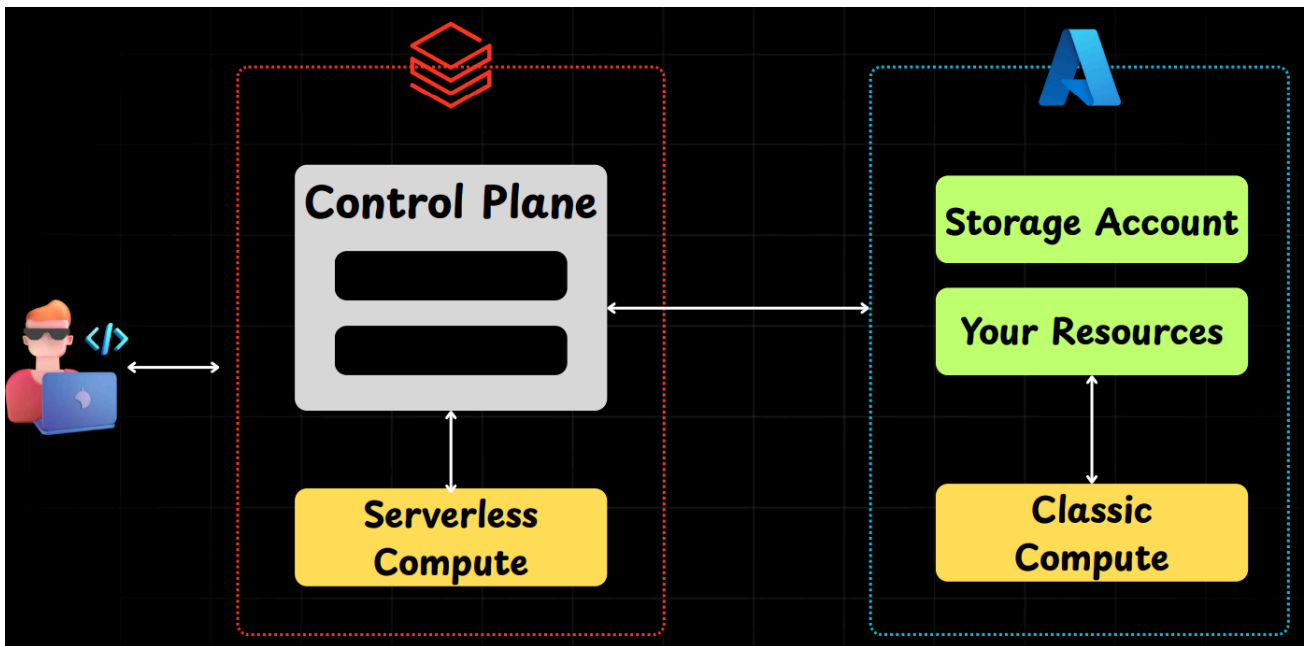 Control Plane
Serverless
Compute
Storage Account
Your Resources
Classic
Compute